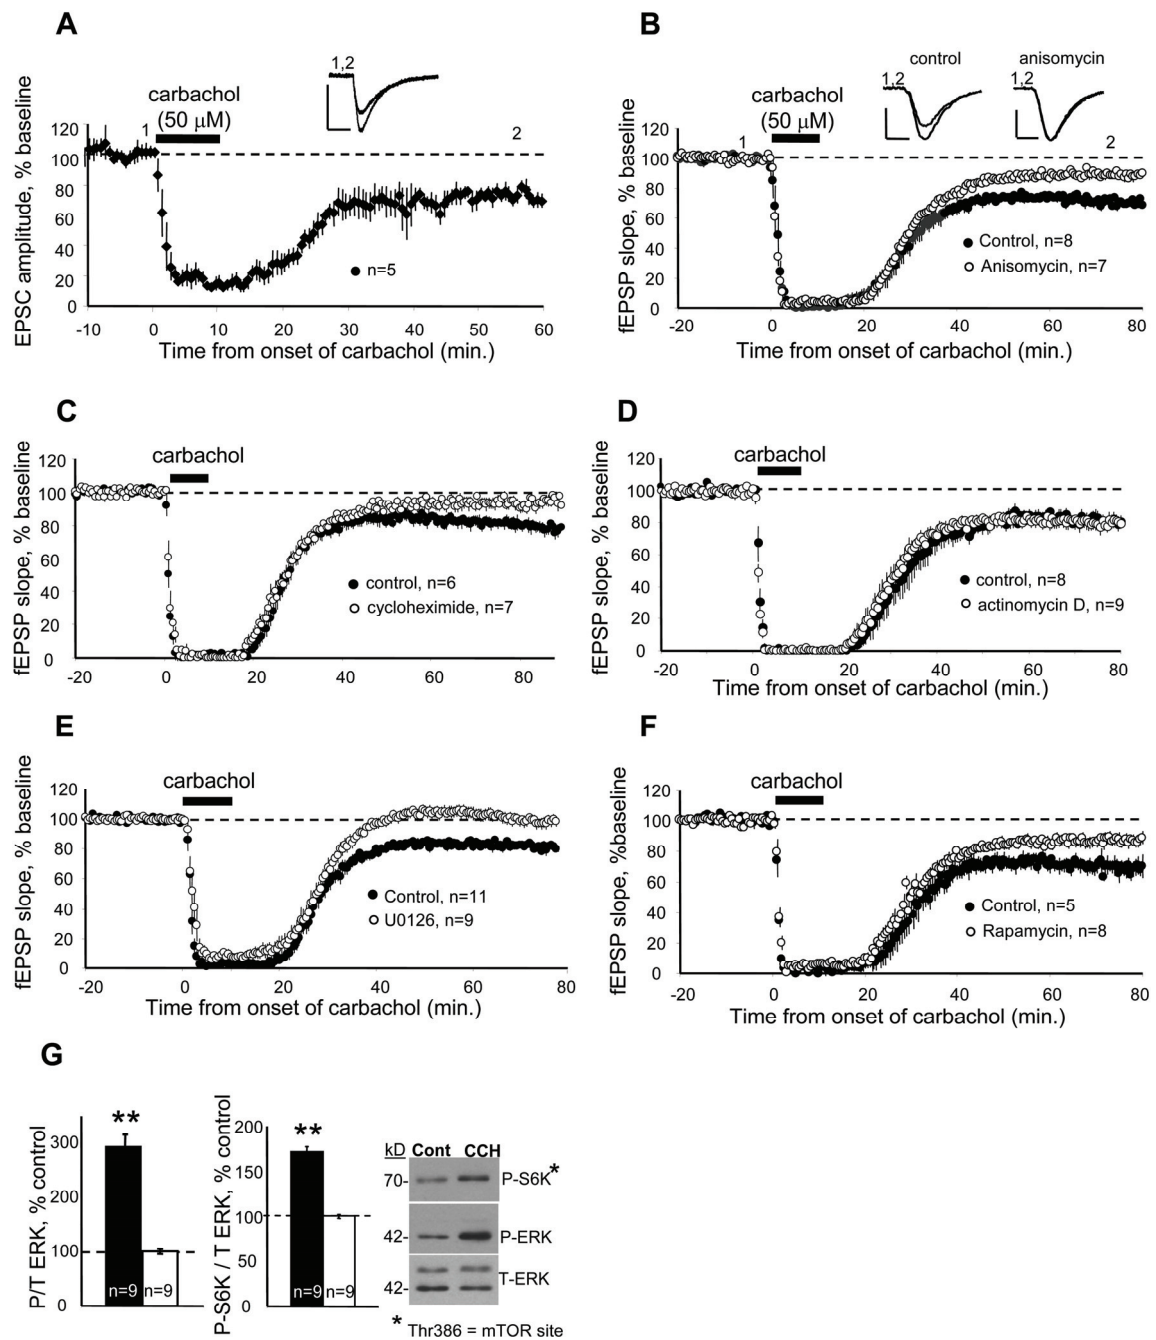 A
1,2
carbachol
(50 μM)
1
2
EPSC amplitude, % baseline
120
100
80
60
40
20
0
n=5
-10
0
10
20
30
40
50
60
Time from onset of carbachol (min.)
B
control
anisomycin
1,2
1,2
carbachol
(50 μM)
1
2
fEPSP slope, % baseline
120
100
80
60
40
20
0
Control, n=8
Anisomycin, n=7
-20
0
20
40
60
80
Time from onset of carbachol (min.)
C
carbachol
fEPSP slope, % baseline
120
100
80
60
40
20
0
control, n=6
cycloheximide, n=7
-20
0
20
40
60
80
Time from onset of carbachol (min.)
D
carbachol
fEPSP slope, % baseline
120
100
80
60
40
20
0
control, n=8
actinomycin D, n=9
-20
0
20
40
60
80
Time from onset of carbachol (min.)
E
carbachol
fEPSP slope, % baseline
120
100
80
60
40
20
0
Control, n=11
U0126, n=9
-20
0
20
40
60
80
Time from onset of carbachol (min.)
F
carbachol
fEPSP slope, %baseline
120
100
80
60
40
20
0
Control, n=5
Rapamycin, n=8
-20
0
20
40
60
80
Time from onset of carbachol (min.)
G
P/T ERK, % control
300
200
100
0
**
n=9
n=9
P-S6K / T ERK, % control
200
150
100
50
0
**
n=9
n=9
kD
Cont
CCH
70-
P-S6K*
42-
P-ERK
42-
T-ERK
* Thr386 = mTOR site